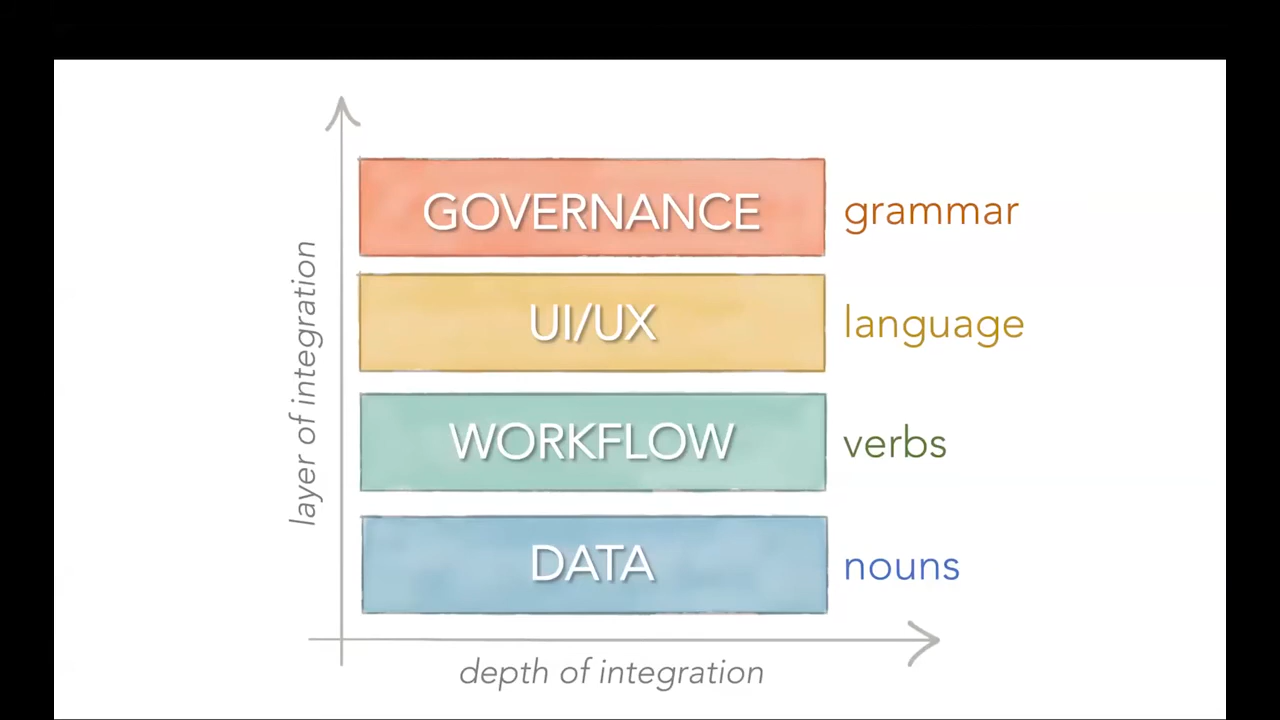 GOVERNANCE grammar
UI/UX language
WORKFLOW verbs
DATA nouns
layer of integration
depth of integration